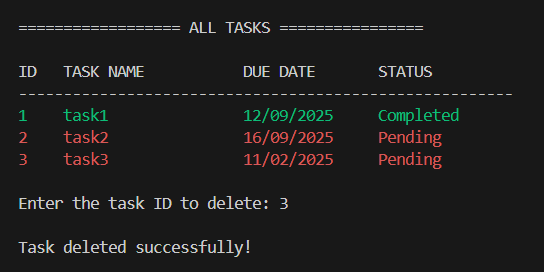 ================== ALL TASKS ================
ID   TASK NAME           DUE DATE       STATUS
-------------------------------------------------------
1    task1               12/09/2025     Completed
2    task2               16/09/2025     Pending
3    task3               11/02/2025     Pending
Enter the task ID to delete: 3
Task deleted successfully!